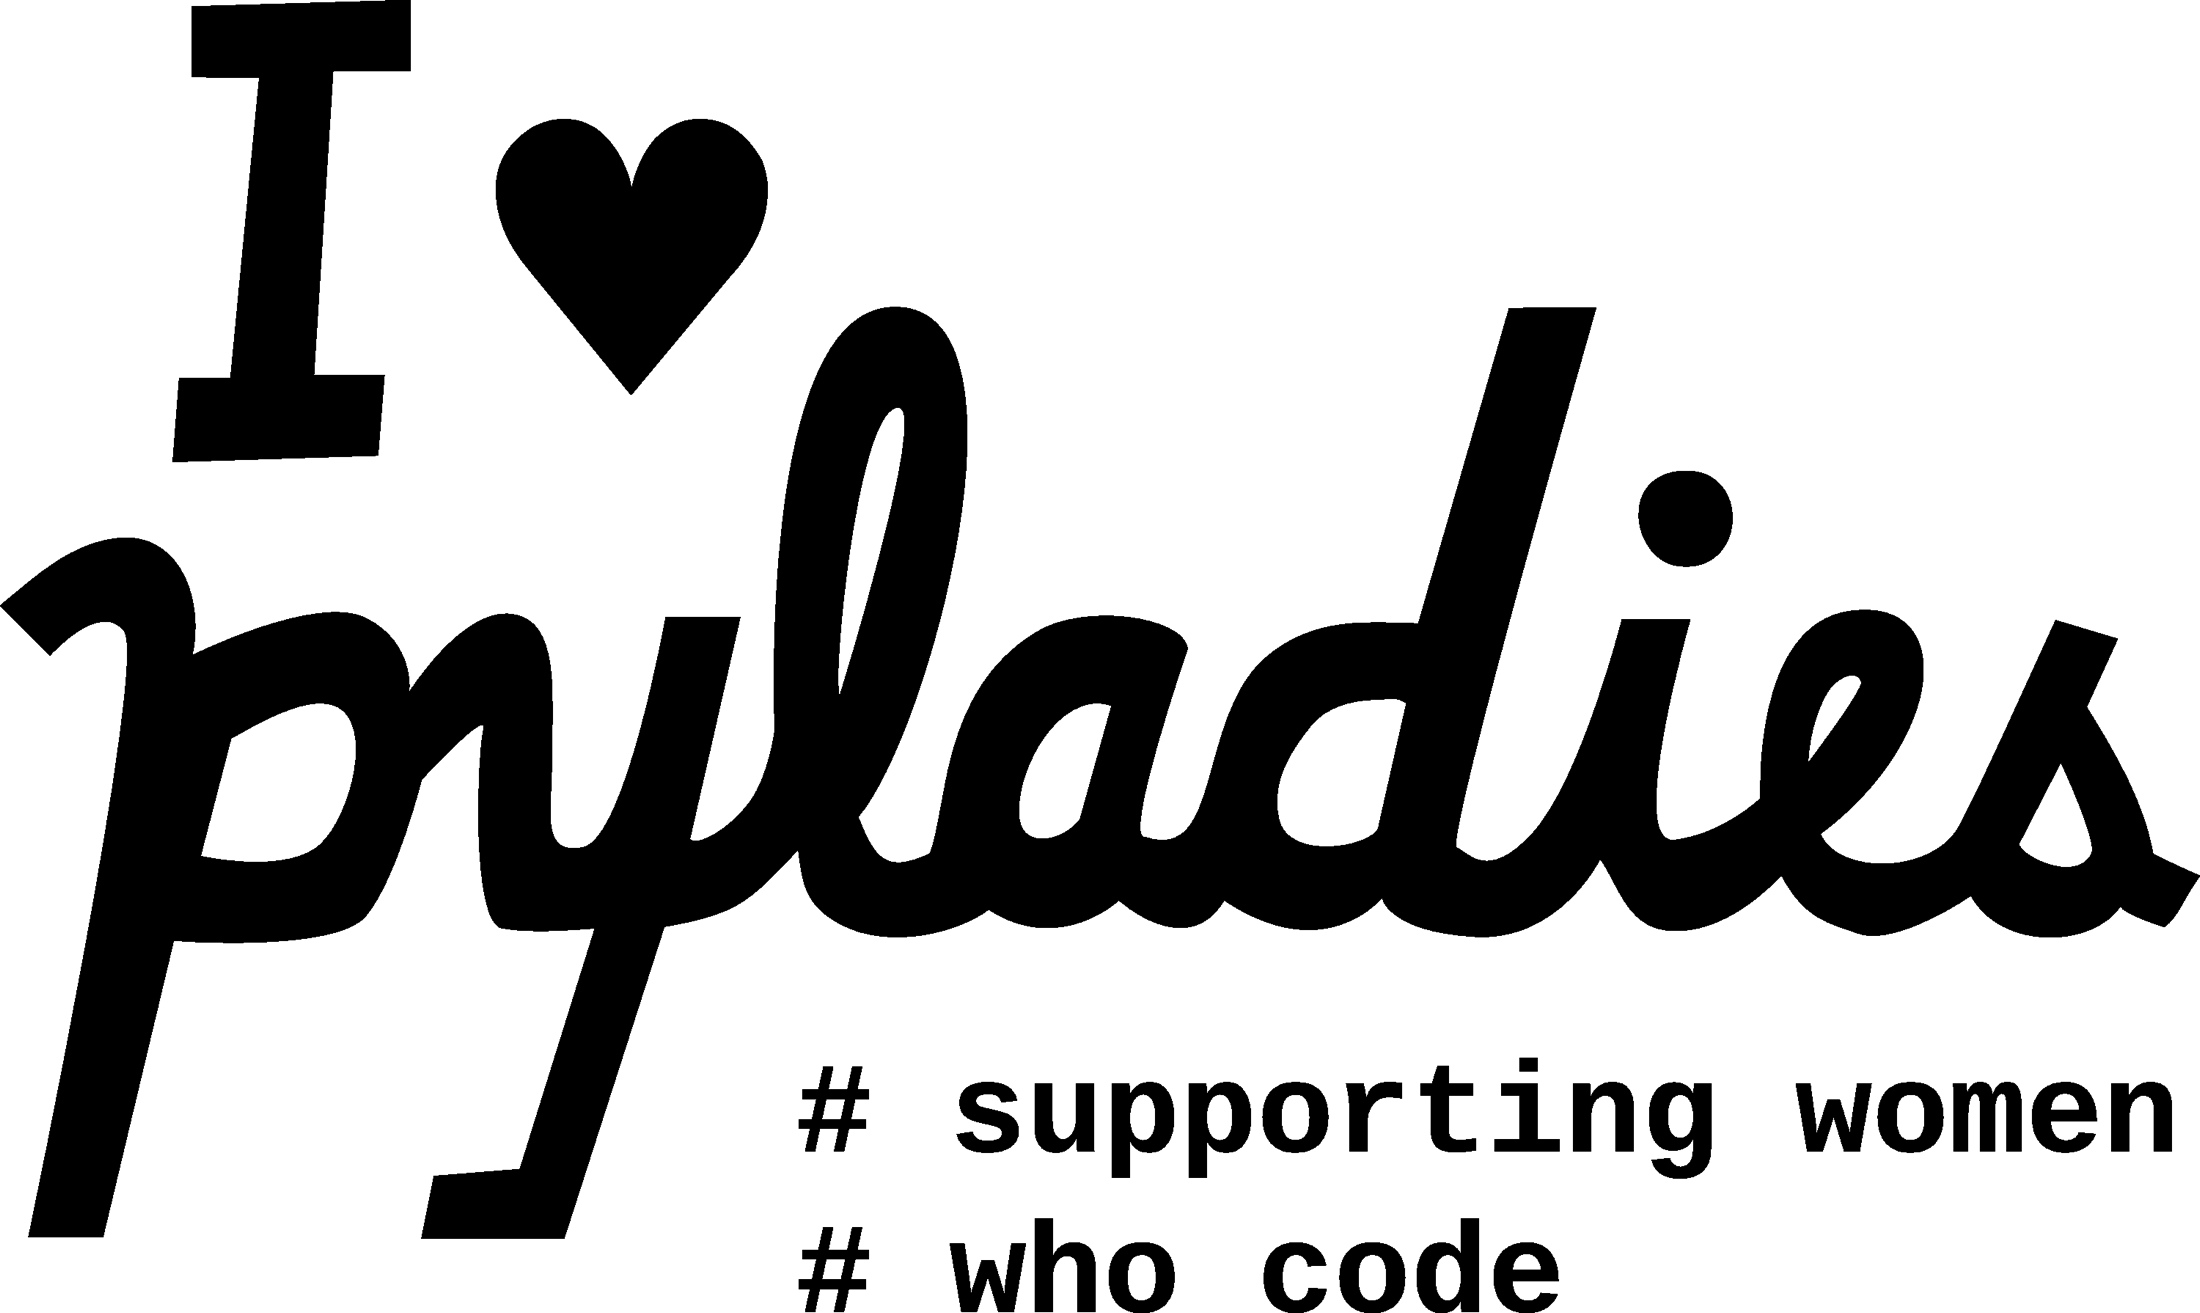 I ♥
pyladies
# supporting women
# who code